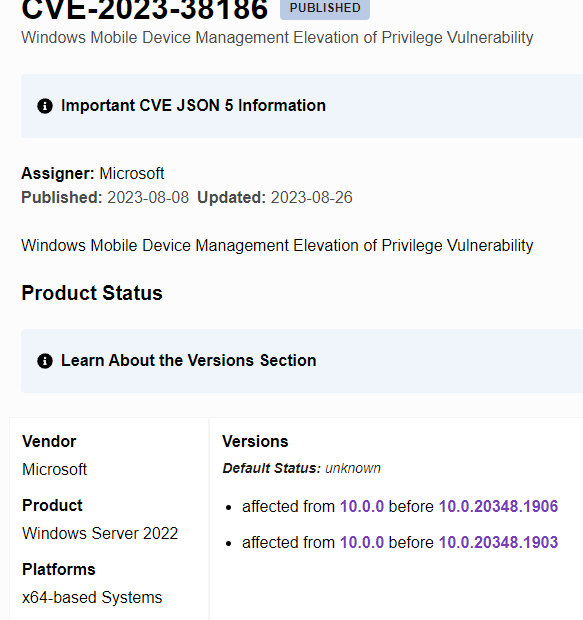 CVE-2023-38186 PUBLISHED
Windows Mobile Device Management Elevation of Privilege Vulnerability
Important CVE JSON 5 Information
Assigner: Microsoft
Published: 2023-08-08 Updated: 2023-08-26
Windows Mobile Device Management Elevation of Privilege Vulnerability
Product Status
Learn About the Versions Section
Vendor
Microsoft
Product
Windows Server 2022
Platforms
x64-based Systems
Versions
Default Status: unknown
• affected from 10.0.0 before 10.0.20348.1906
• affected from 10.0.0 before 10.0.20348.1903